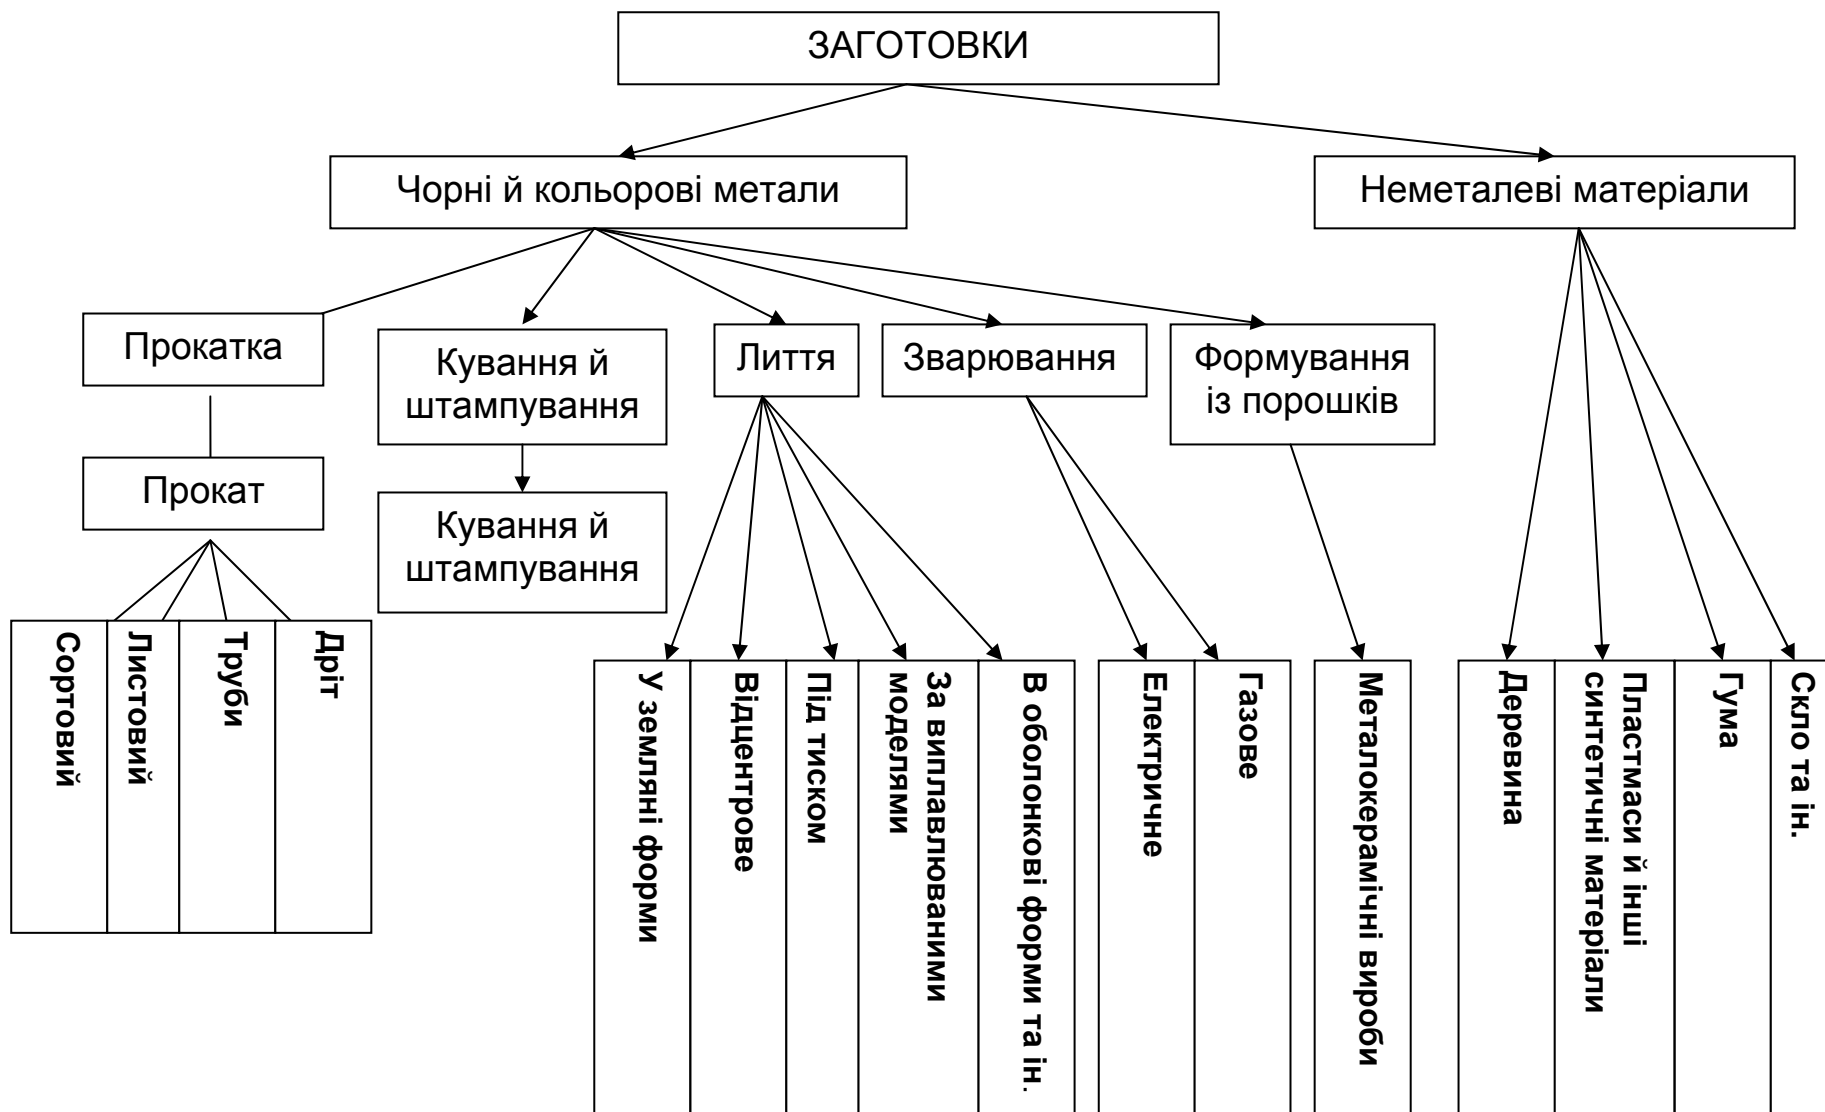 ЗАГОТОВКИ
Чорні й кольорові метали
Неметалеві матеріали
Прокатка
Кування й
штампування
Лиття
Зварювання
Формування
із порошків
Прокат
Кування й
штампування
Сортовий
Листовий
Труби
Дріт
У земляні форми
Відцентрове
Під тиском
За виплавлюваними
моделями
В оболонкові форми та ін.
Електричне
Газове
Металокерамічні вироби
Деревина
Пластмаси й інші
синтетичні матеріали
Гума
Скло та ін.